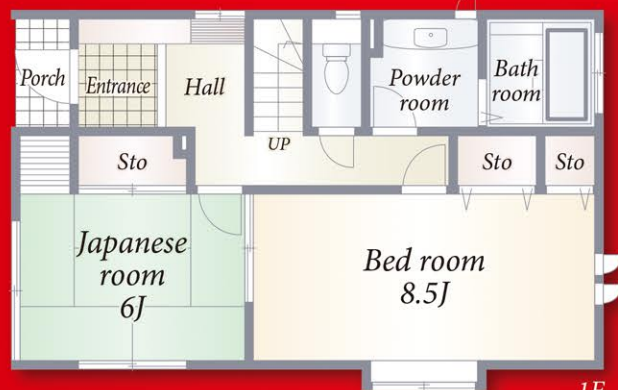 Porch
Entrance
Hall
UP
Powder
room
Bath
room
Sto
Sto
Sto
Japanese
room
6J
Bed room
8.5J
1F